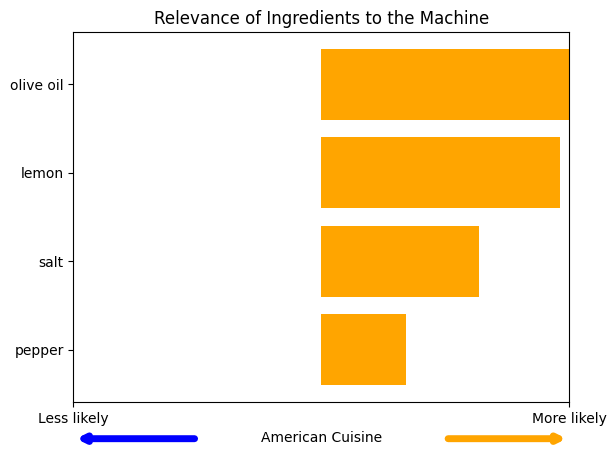 Relevance of Ingredients to the Machine
olive oil
lemon
salt
pepper
Less likely
More likely
American Cuisine